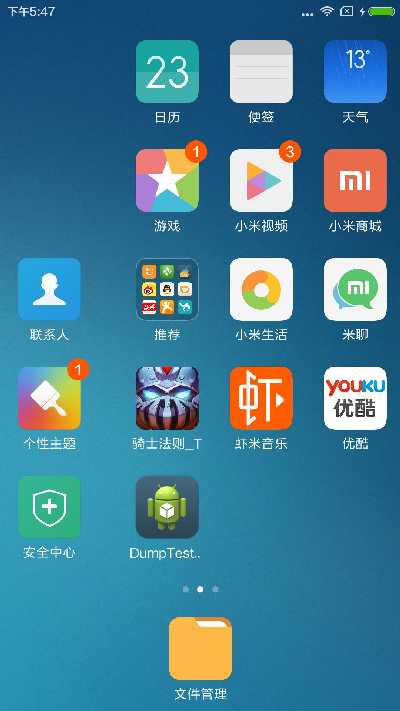 下午5:47
23
13°
日历
便签
天气
1
3
mi
游戏
小米视频
小米商城
mi
联系人
推荐
小米生活
米聊
1
虾
YOUKU
优酷
个性主题
骑士法则_T
虾米音乐
优酷
安全中心
DumpTest..
文件管理